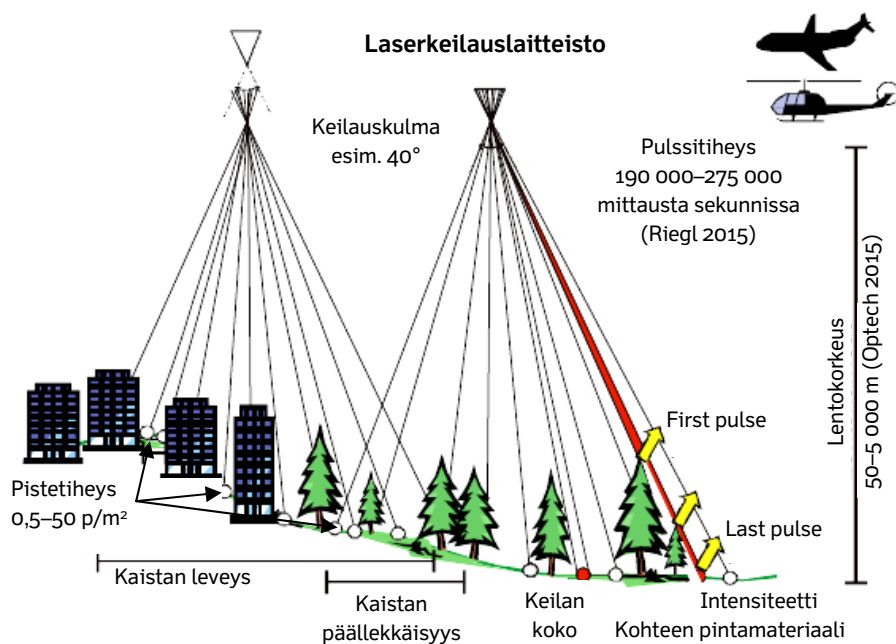 Laserkeilauslaitteisto
Keilauskulma
esim. 40°
Pulssitiheys
190 000–275 000
mittausta sekunnissa
(Riegl 2015)
Lentokorkeus
50–5 000 m (Optech 2015)
First pulse
Last pulse
Pistetiheys
0,5–50 p/m²
Kaistan leveys
Kaistan
päällekkäisyys
Keilan
koko
Intensiteetti
Kohteen pintamateriaali